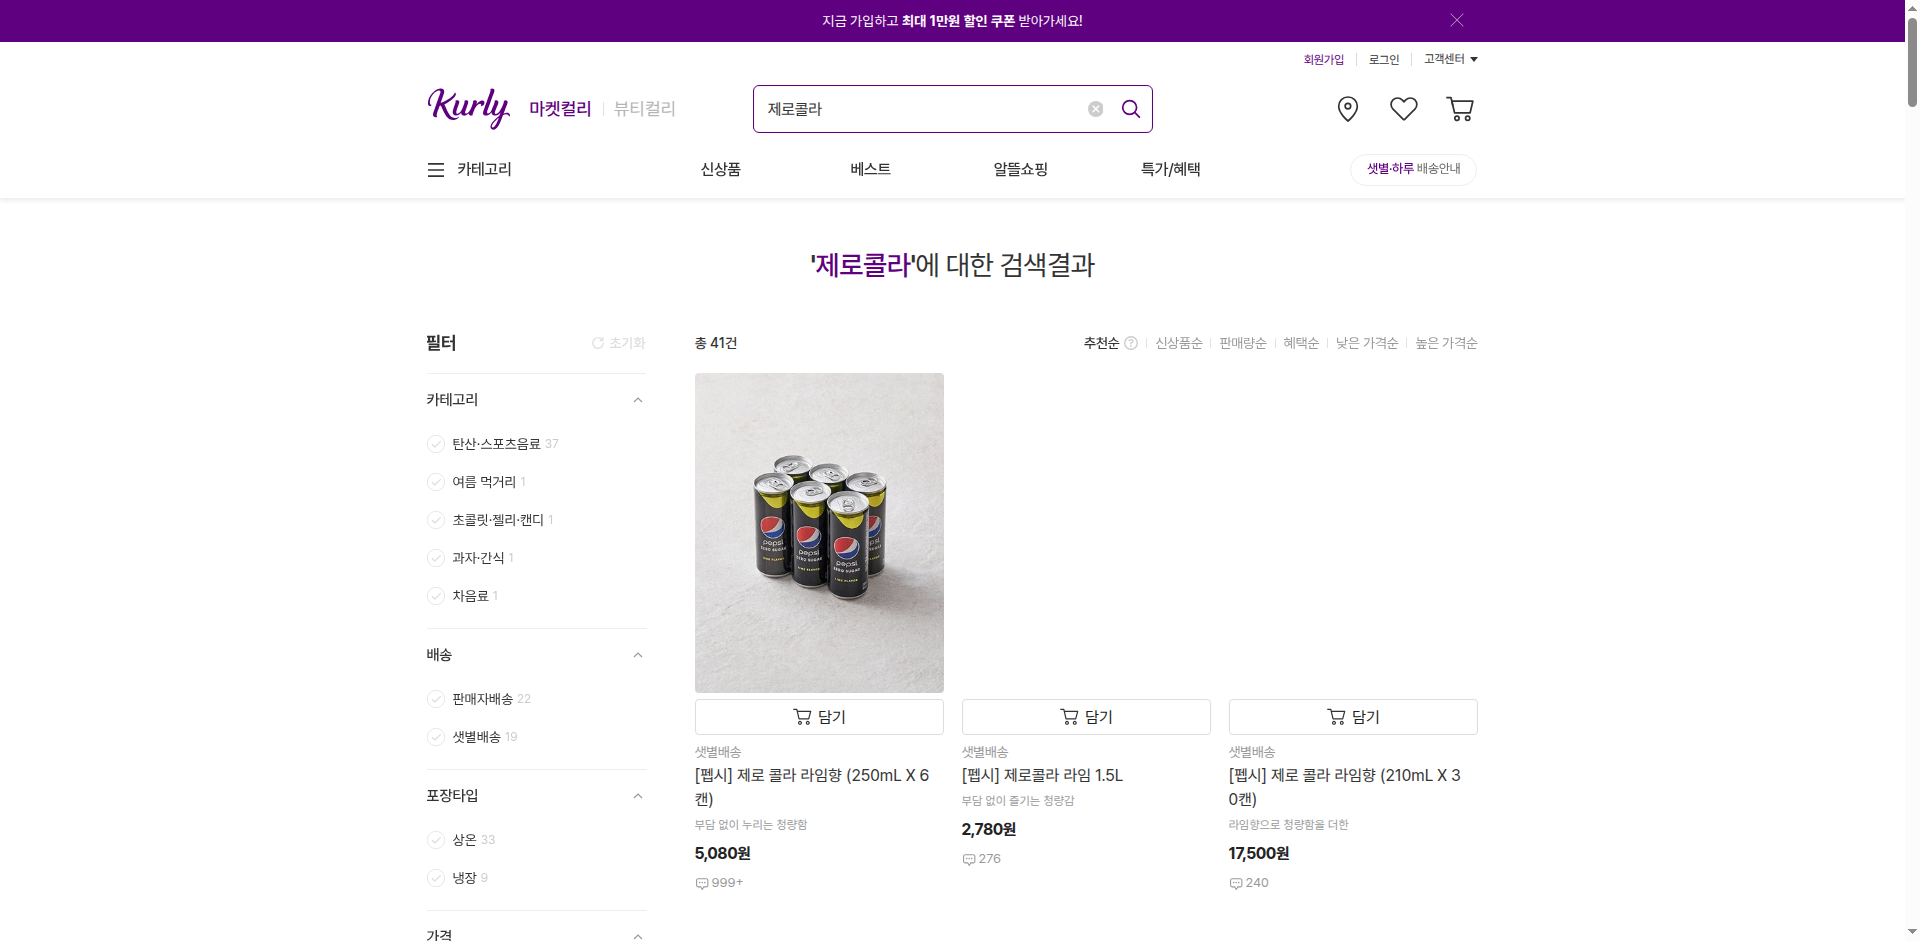 지금 가입하고 최대 1만원 할인 쿠폰 받아가세요!
회원가입
로그인
고객센터
Kurly
마켓컬리
뷰티컬리
제로콜라
카테고리
신상품
베스트
알뜰쇼핑
특가/혜택
샛별·하루 배송안내
'제로콜라'에 대한 검색결과
필터
초기화
카테고리
탄산·스포츠음료 37
여름 먹거리 1
초콜릿·젤리·캔디 1
과자·간식 1
차음료 1
배송
판매자배송 22
샛별배송 19
포장타입
상온 33
냉장 9
가격
총 41건
추천순
신상품순
판매량순
혜택순
낮은 가격순
높은 가격순
pepsi
ZERO SUGAR
pepsi
ZERO SUGAR
pepsi
ZERO SUGAR
담기
샛별배송
[펩시] 제로 콜라 라임향 (250mL X 6
캔)
부담 없이 누리는 청량함
5,080원
999+
담기
샛별배송
[펩시] 제로콜라 라임 1.5L
부담 없이 즐기는 청량감
2,780원
276
담기
샛별배송
[펩시] 제로 콜라 라임향 (210mL X 3
0캔)
라임향으로 청량함을 더한
17,500원
240